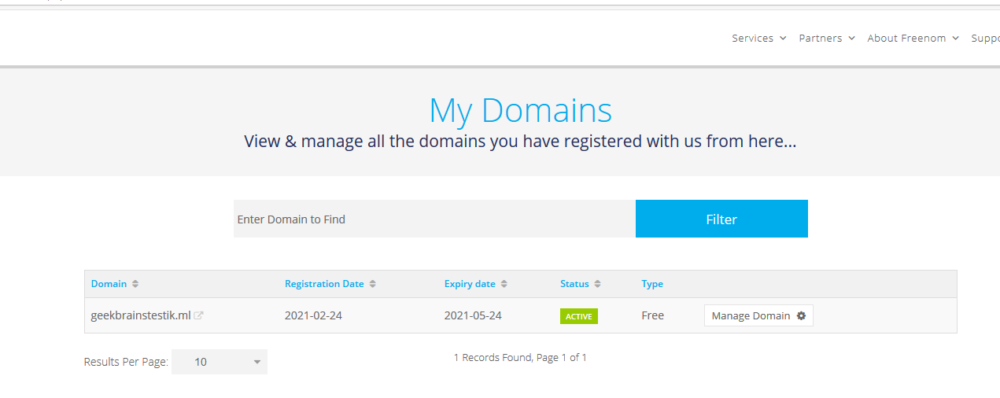 Services Partners About Freenom
My Domains
View & manage all the domains you have registered with us from here...
Enter Domain to Find Filter
Domain Registration Date Expiry date Status Type
geekbrainstestik.ml 2021-02-24 2021-05-24 ACTIVE Free Manage Domain
Results Per Page: 10 1 Records Found, Page 1 of 1